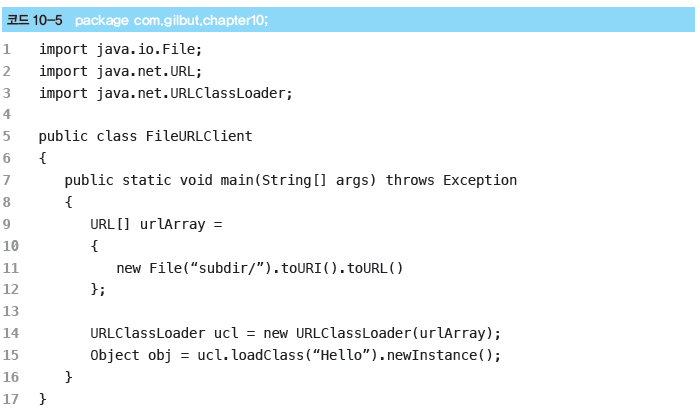 코드 10-5 package com.gilbut.chapter10;
1 import java.io.File;
2 import java.net.URL;
3 import java.net.URLClassLoader;
4
5 public class FileURLClient
6 {
7 public static void main(String[] args) throws Exception
8 {
9 URL[] urlArray =
10 {
11 new File(“subdir/”).toURI().toURL()
12 };
13
14 URLClassLoader ucl = new URLClassLoader(urlArray);
15 Object obj = ucl.loadClass(“Hello”).newInstance();
16 }
17 }